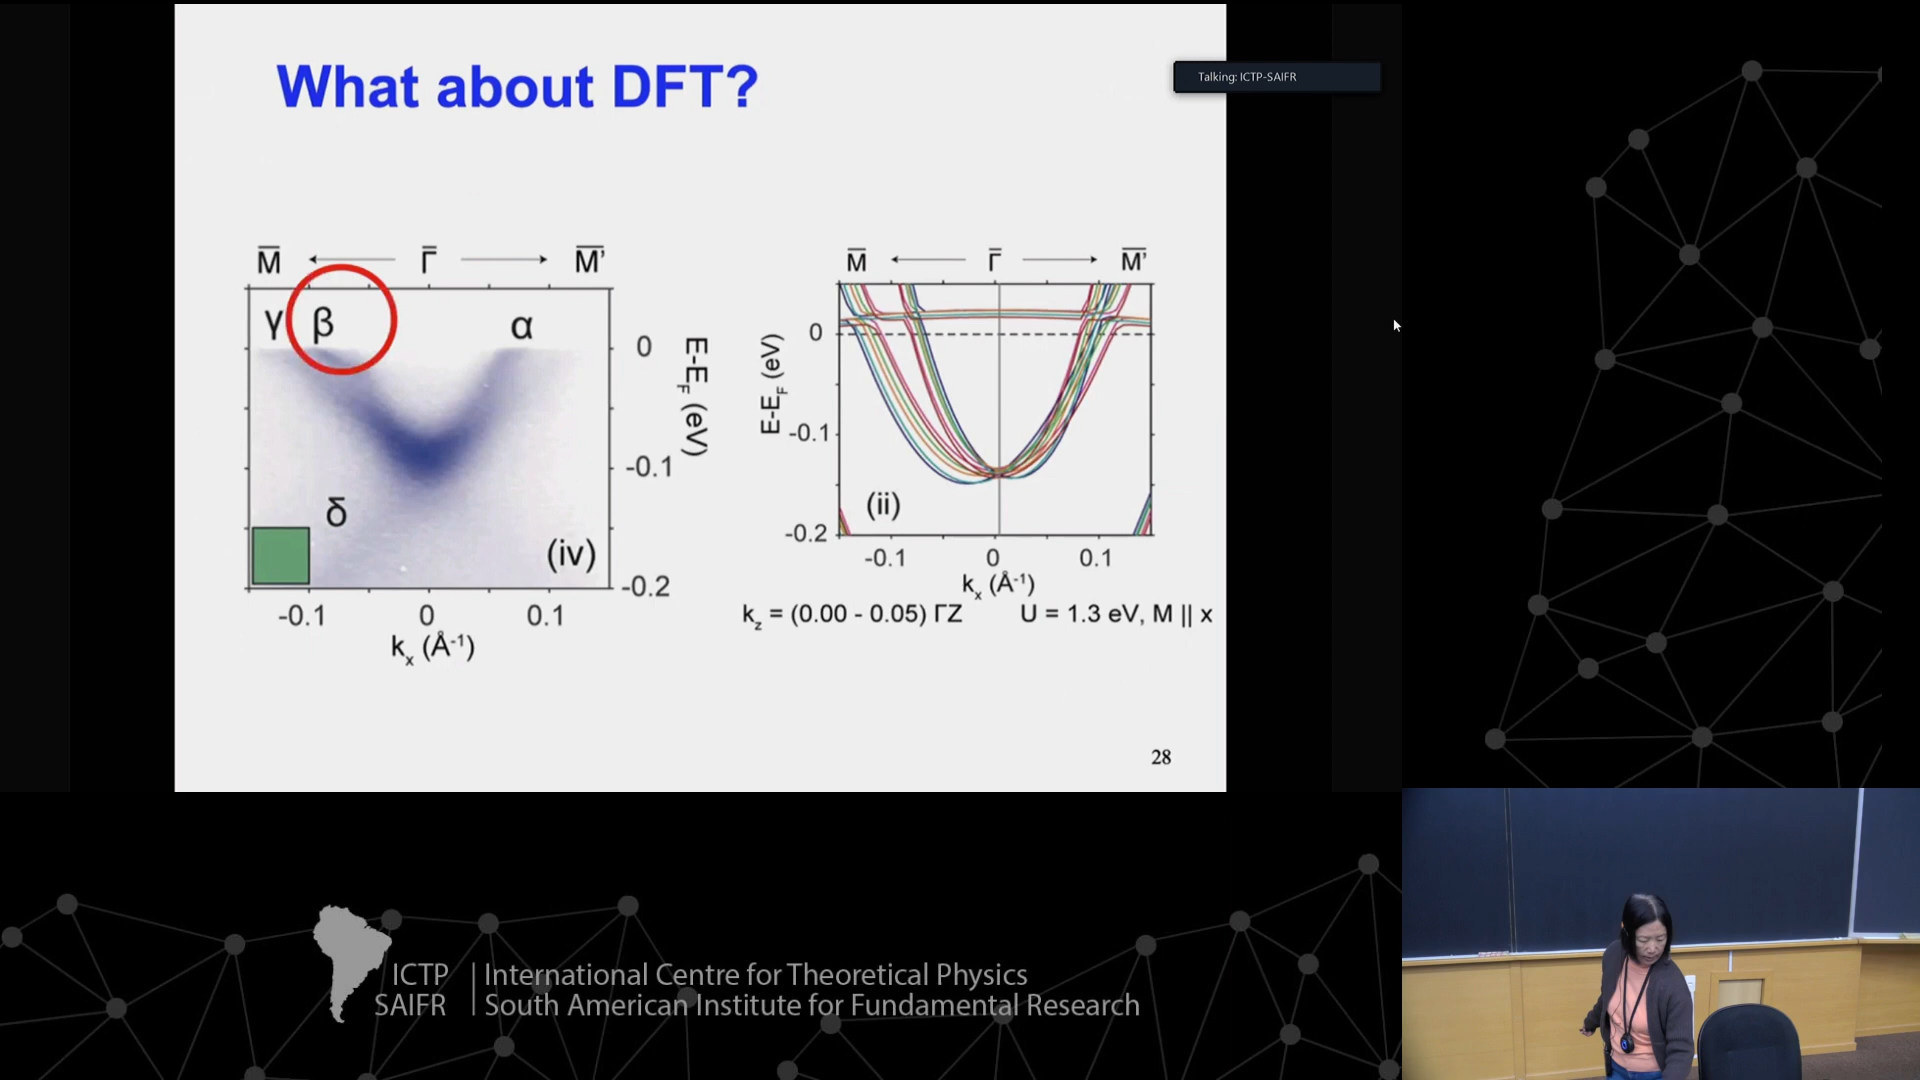 What about DFT?
Talking: ICTP-SAIFR
M̅ Γ̅ M̅'
γ β α
δ
(iv)
0
-0.1
-0.2
E-E_F (eV)
-0.1 0 0.1
k_x (Å⁻¹)
M̅ Γ̅ M̅'
0
-0.1
-0.2
E-E_F (eV)
(ii)
-0.1 0 0.1
k_x (Å⁻¹)
k_z = (0.00 - 0.05) ΓZ U = 1.3 eV, M || x
28
ICTP | International Centre for Theoretical Physics
SAIFR | South American Institute for Fundamental Research